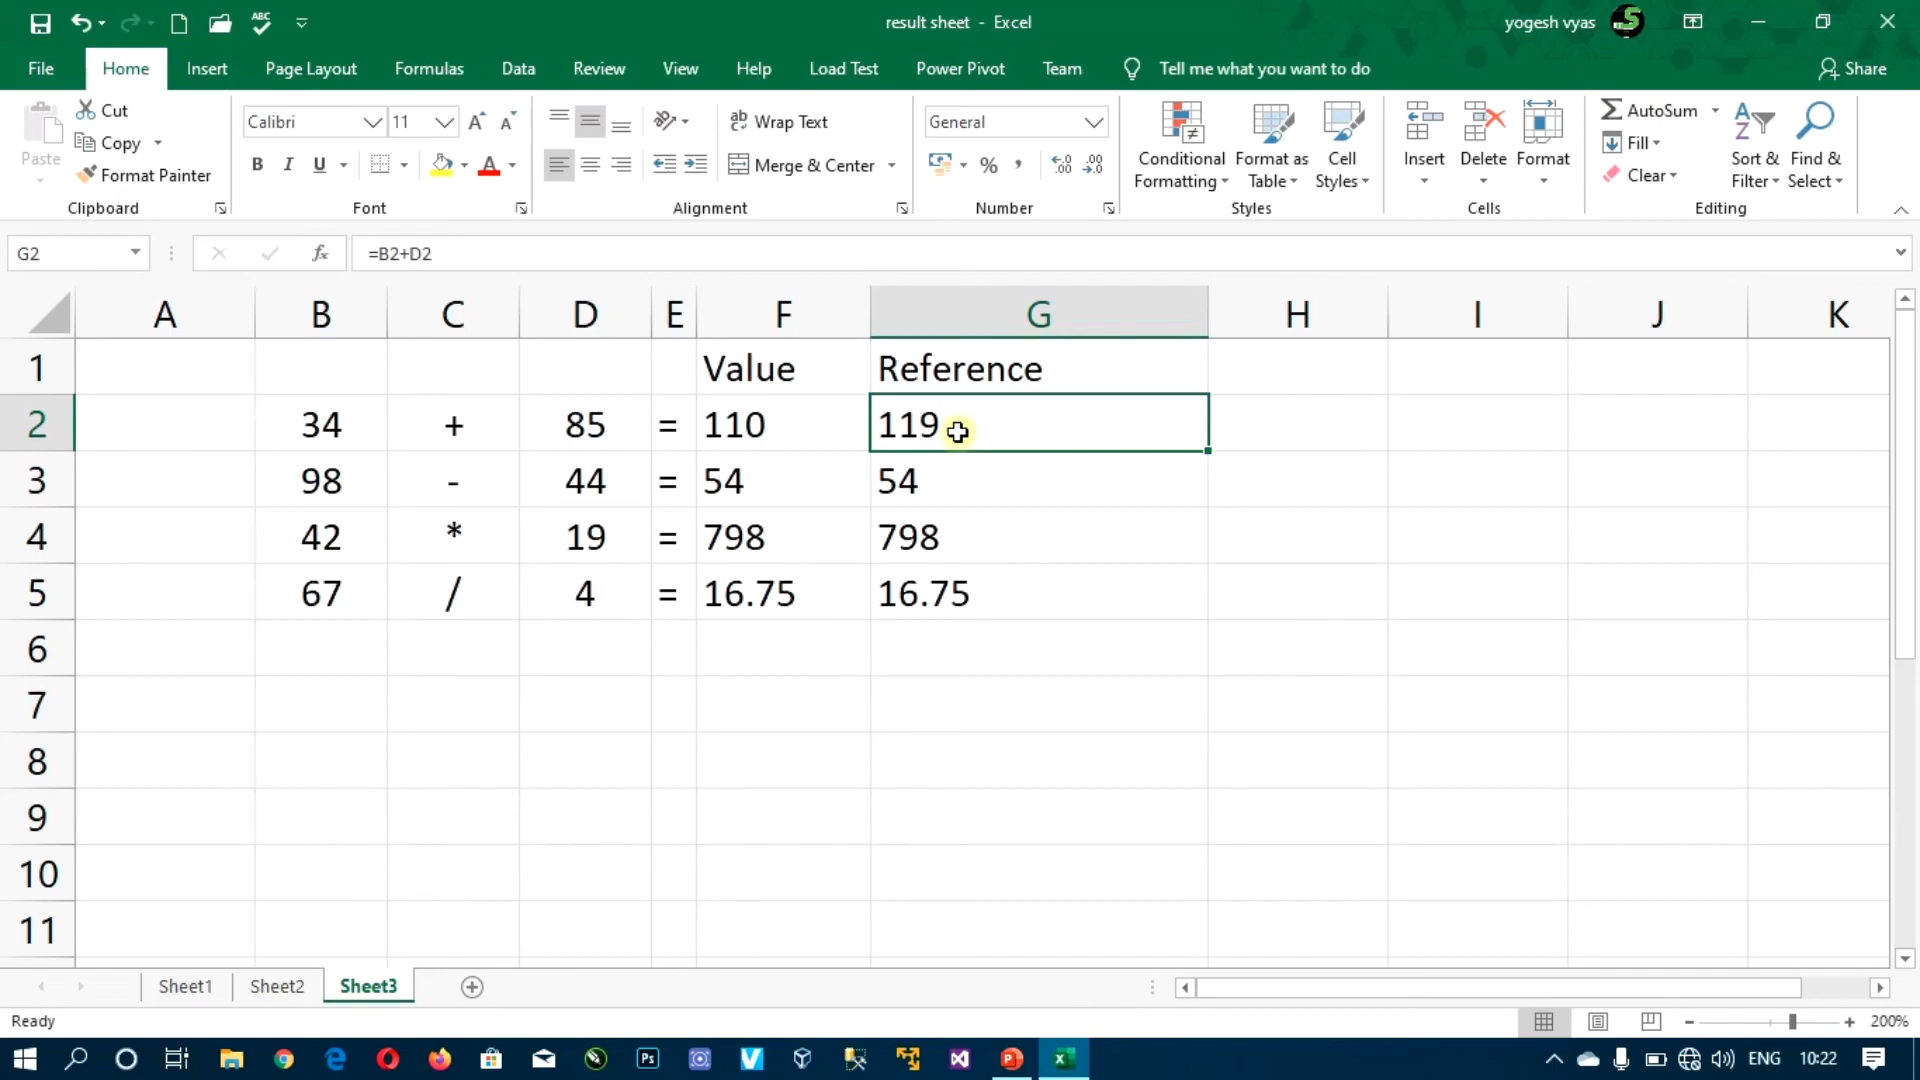 ABC
result sheet - Excel
yogesh vyas
File Home Insert Page Layout Formulas Data Review View Help Load Test Power Pivot Team Tell me what you want to do Share
Paste
Cut
Copy
Format Painter
Clipboard
Calibri 11 A A
B I U A
Font
ab Wrap Text
Merge & Center
Alignment
General
% ,
Number
Conditional Formatting
Format as Table
Cell Styles
Styles
Insert Delete Format
Cells
AutoSum
Fill
Clear
Sort & Filter
Find & Select
Editing
G2 fx =B2+D2
A B C D E F G H I J K
1 Value Reference
2 34 + 85 = 110 119
3 98 - 44 = 54 54
4 42 * 19 = 798 798
5 67 / 4 = 16.75 16.75
6
7
8
9
10
11
Sheet1 Sheet2 Sheet3
Ready
200%
Ps
ENG 10:22